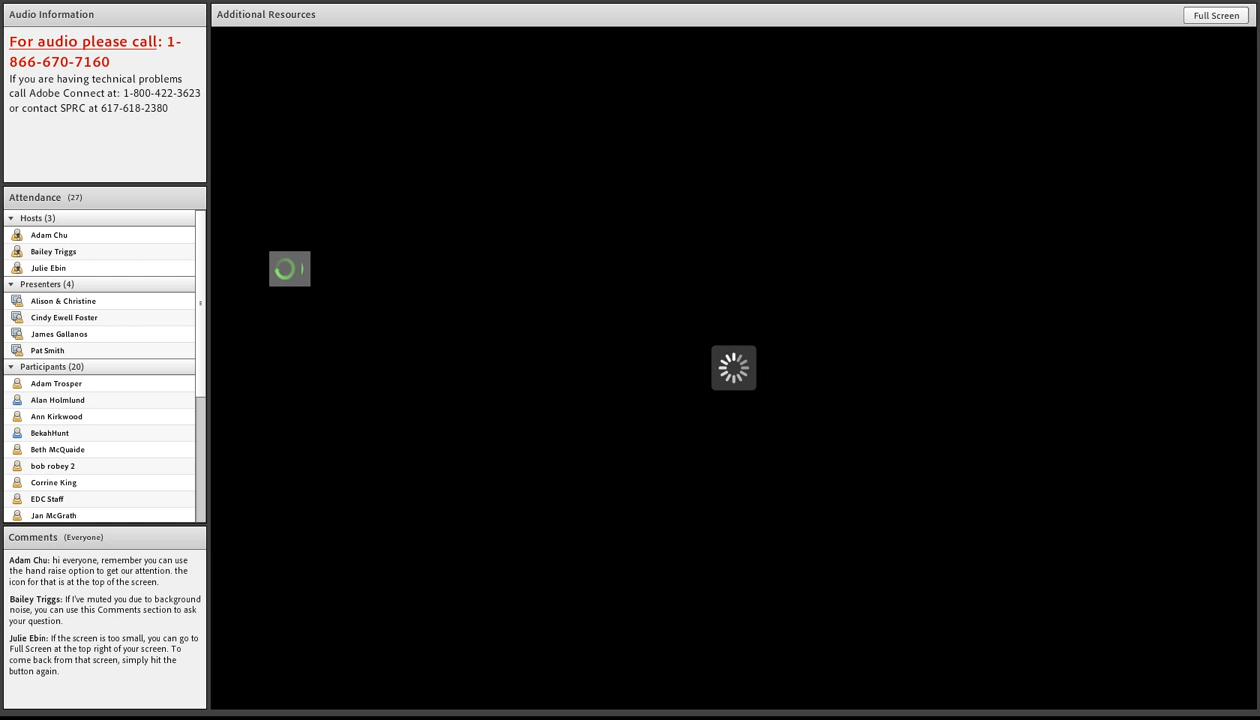 Audio Information
For audio please call: 1-
866-670-7160
If you are having technical problems
call Adobe Connect at: 1-800-422-3623
or contact SPRC at 617-618-2380
Attendance (27)
Hosts (3)
Adam Chu
Bailey Triggs
Julie Ebin
Presenters (4)
Alison & Christine
Cindy Ewell Foster
James Gallanos
Pat Smith
Participants (20)
Adam Trosper
Alan Holmlund
Ann Kirkwood
BekahHunt
Beth McQuaide
bob robey 2
Corrine King
EDC Staff
Jan McGrath
Comments (Everyone)
Adam Chu: hi everyone, remember you can use
the hand raise option to get our attention. the
icon for that is at the top of the screen.
Bailey Triggs: If I've muted you due to background
noise, you can use this Comments section to ask
your question.
Julie Ebin: If the screen is too small, you can go to
Full Screen at the top right of your screen. To
come back from that screen, simply hit the
button again.
Additional Resources
Full Screen